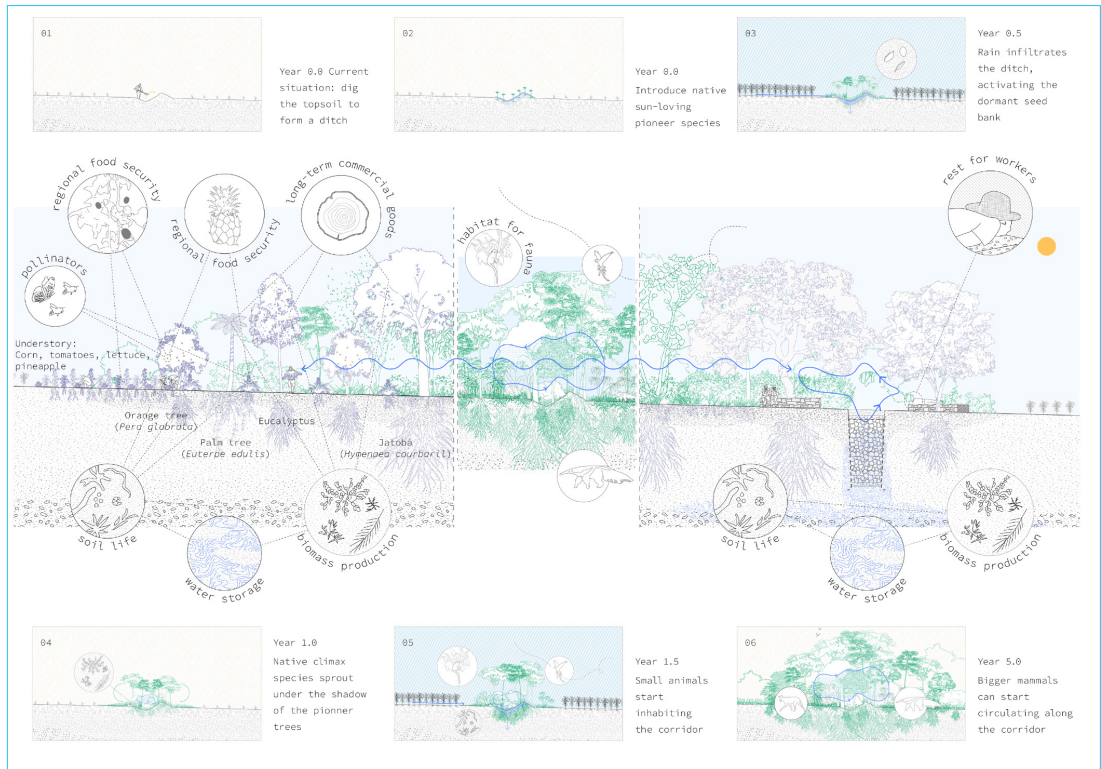 01
Year 0.0 Current
situation: dig
the topsoil to
form a ditch
02
Year 0.0
Introduce native
sun-loving
pioneer species
03
Year 0.5
Rain infiltrates
the ditch,
activating the
dormant seed
bank
regional food security
regional food security
long-term commercial goods
pollinators
habitat for fauna
rest for workers
Understory:
Corn, tomatoes, lettuce,
pineapple
Orange tree
(Pera glabrata)
Palm tree
(Euterpe edulis)
Eucalyptus
Jatobá
(Hymenaea courbaril)
soil life
water storage
biomass production
soil life
water storage
biomass production
04
Year 1.0
Native climax
species sprout
under the shadow
of the pionner
trees
05
Year 1.5
Small animals
start
inhabiting
the corridor
06
Year 5.0
Bigger mammals
can start
circulating along
the corridor